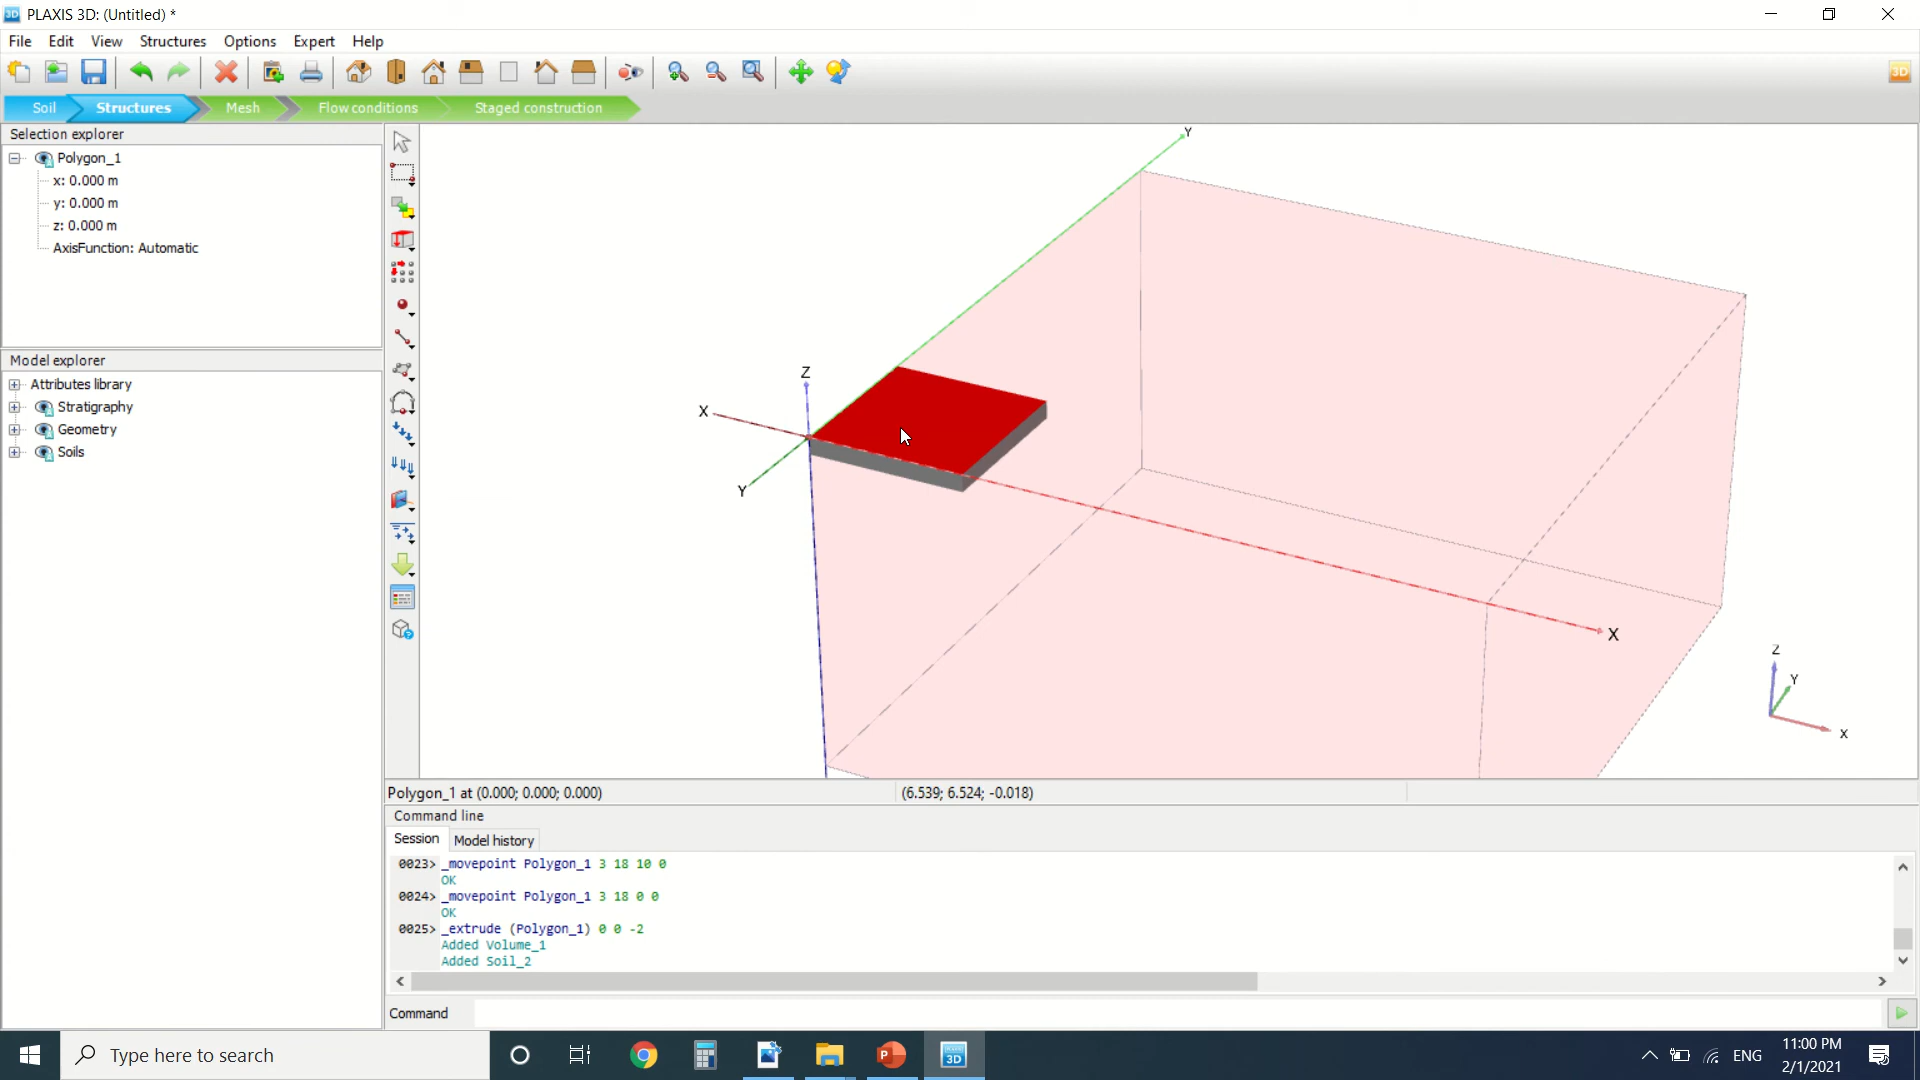 PLAXIS 3D: (Untitled) *
File Edit View Structures Options Expert Help
Soil Structures Mesh Flow conditions Staged construction
Selection explorer
Polygon_1
x: 0.000 m
y: 0.000 m
z: 0.000 m
AxisFunction: Automatic
Model explorer
Attributes library
Stratigraphy
Geometry
Soils
Y
Z
X
Y
X
Z
Y
X
Polygon_1 at (0.000; 0.000; 0.000) (6.539; 6.524; -0.018)
Command line
Session Model history
0023> _movepoint Polygon_1 3 18 10 0
OK
0024> _movepoint Polygon_1 3 18 0 0
OK
0025> _extrude (Polygon_1) 0 0 -2
Added Volume_1
Added Soil_2
Command
Type here to search
ENG
11:00 PM
2/1/2021
3D
3D